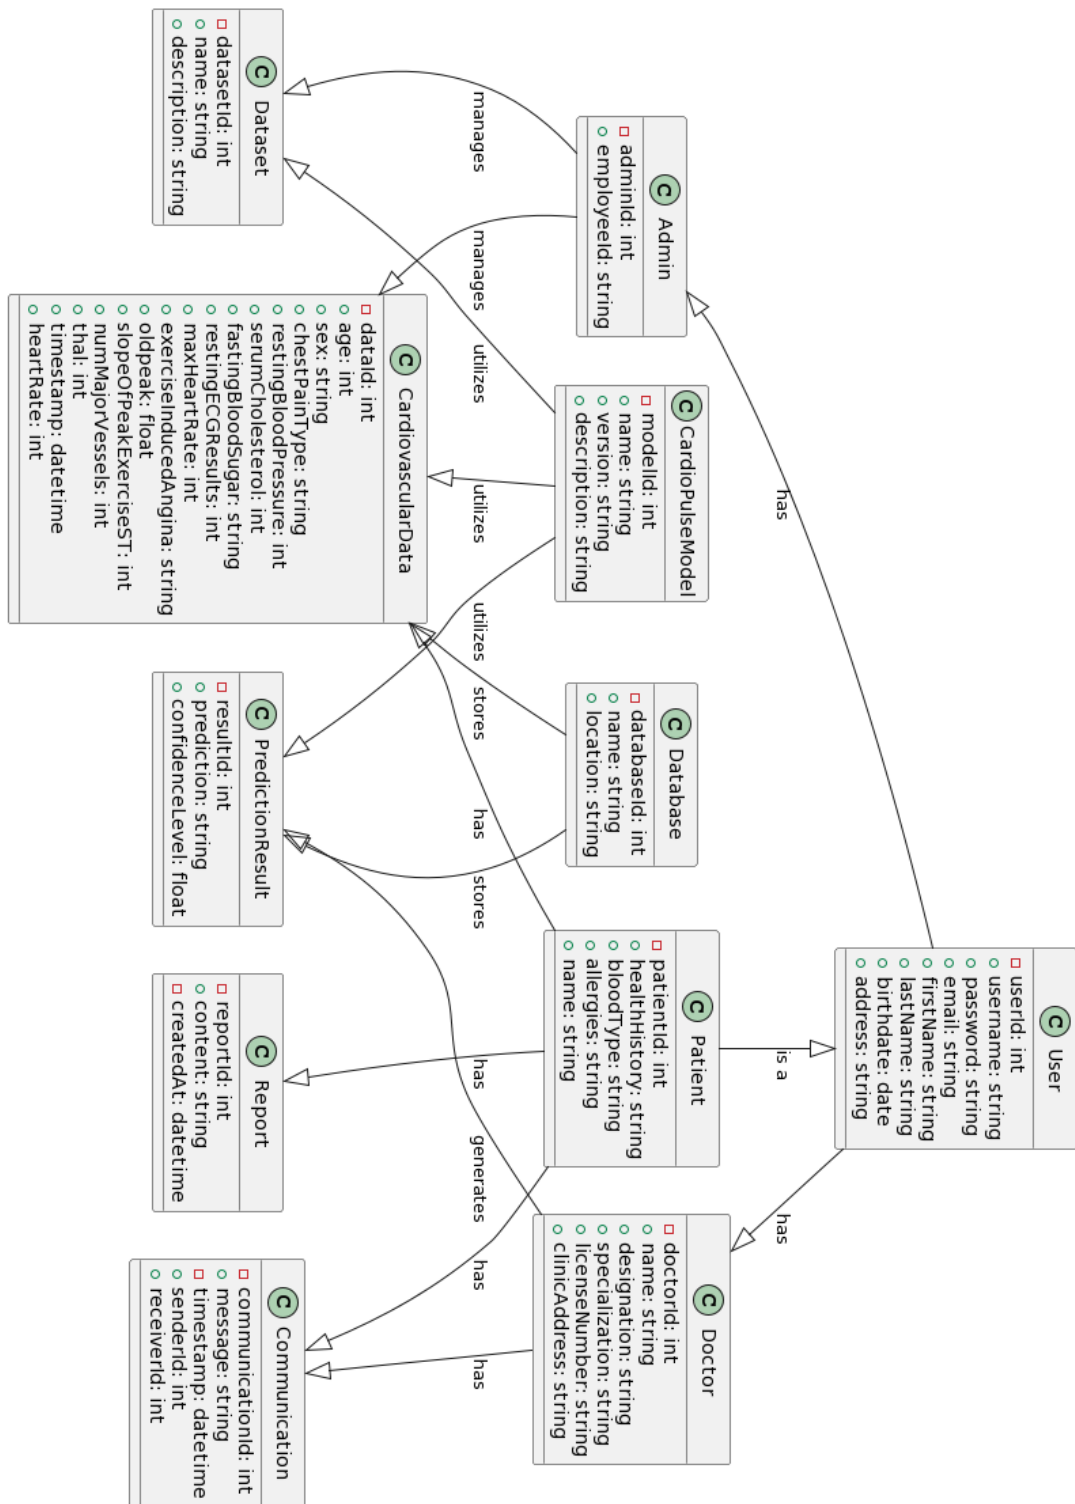 C User
userId: int
username: string
password: string
email: string
firstName: string
lastName: string
birthdate: date
address: string
has
is a
has
C Admin
adminId: int
employeeId: string
C CardioPulseModel
modelId: int
name: string
version: string
description: string
C Database
databaseId: int
name: string
location: string
C Patient
patientId: int
healthHistory: string
bloodType: string
allergies: string
name: string
C Doctor
doctorId: int
name: string
designation: string
specialization: string
licenseNumber: string
clinicAddress: string
manages
manages
utilizes
utilizes
utilizes
stores
has
stores
has
generates
has
has
C Dataset
datasetId: int
name: string
description: string
C CardiovascularData
dataId: int
age: int
sex: string
chestPainType: string
restingBloodPressure: int
serumCholesterol: int
fastingBloodSugar: string
restingECGResults: int
maxHeartRate: int
exerciseInducedAngina: string
oldpeak: float
slopeOfPeakExerciseST: int
numMajorVessels: int
thal: int
timestamp: datetime
heartRate: int
C PredictionResult
resultId: int
prediction: string
confidenceLevel: float
C Report
reportId: int
content: string
createdAt: datetime
C Communication
communicationId: int
message: string
timestamp: datetime
senderId: int
receiverId: int